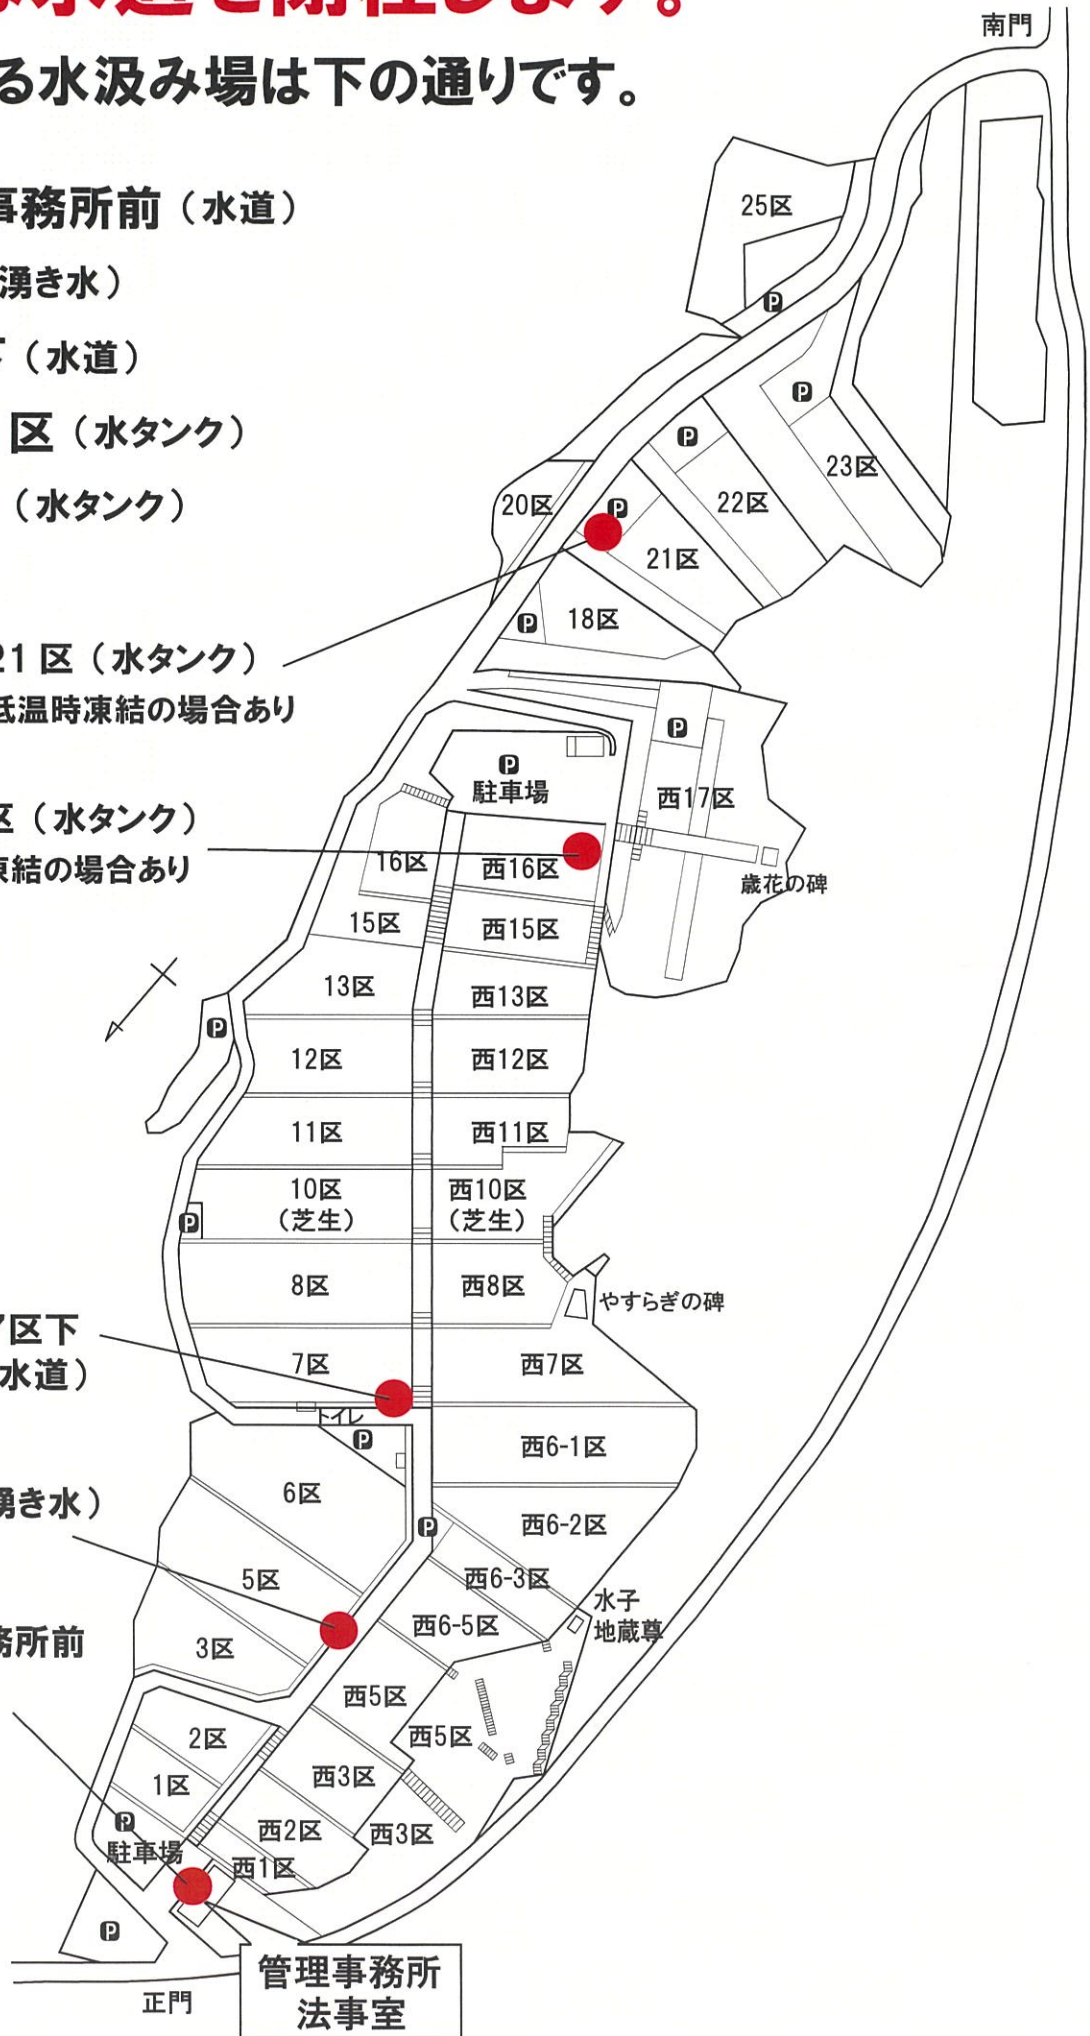 水道を閉栓します。
る水汲み場は下の通りです。
事務所前（水道）
湧き水）
下（水道）
区（水タンク）
（水タンク）
21区（水タンク）
低温時凍結の場合あり
区（水タンク）
凍結の場合あり
7区下
水道）
湧き水）
務所前
南門
25区
P
P
23区
P
22区
20区
P
21区
18区
P
P
P
駐車場
西17区
16区
西16区
歳花の碑
15区
西15区
13区
西13区
P
12区
西12区
11区
西11区
10区
（芝生）
西10区
（芝生）
P
8区
西8区
やすらぎの碑
7区
西7区
トイレ
P
西6-1区
6区
P
西6-2区
5区
西6-3区
水子
地蔵尊
西6-5区
3区
西5区
西5区
2区
西3区
1区
P
駐車場
西2区
西3区
西1区
P
管理事務所
法事室
正門